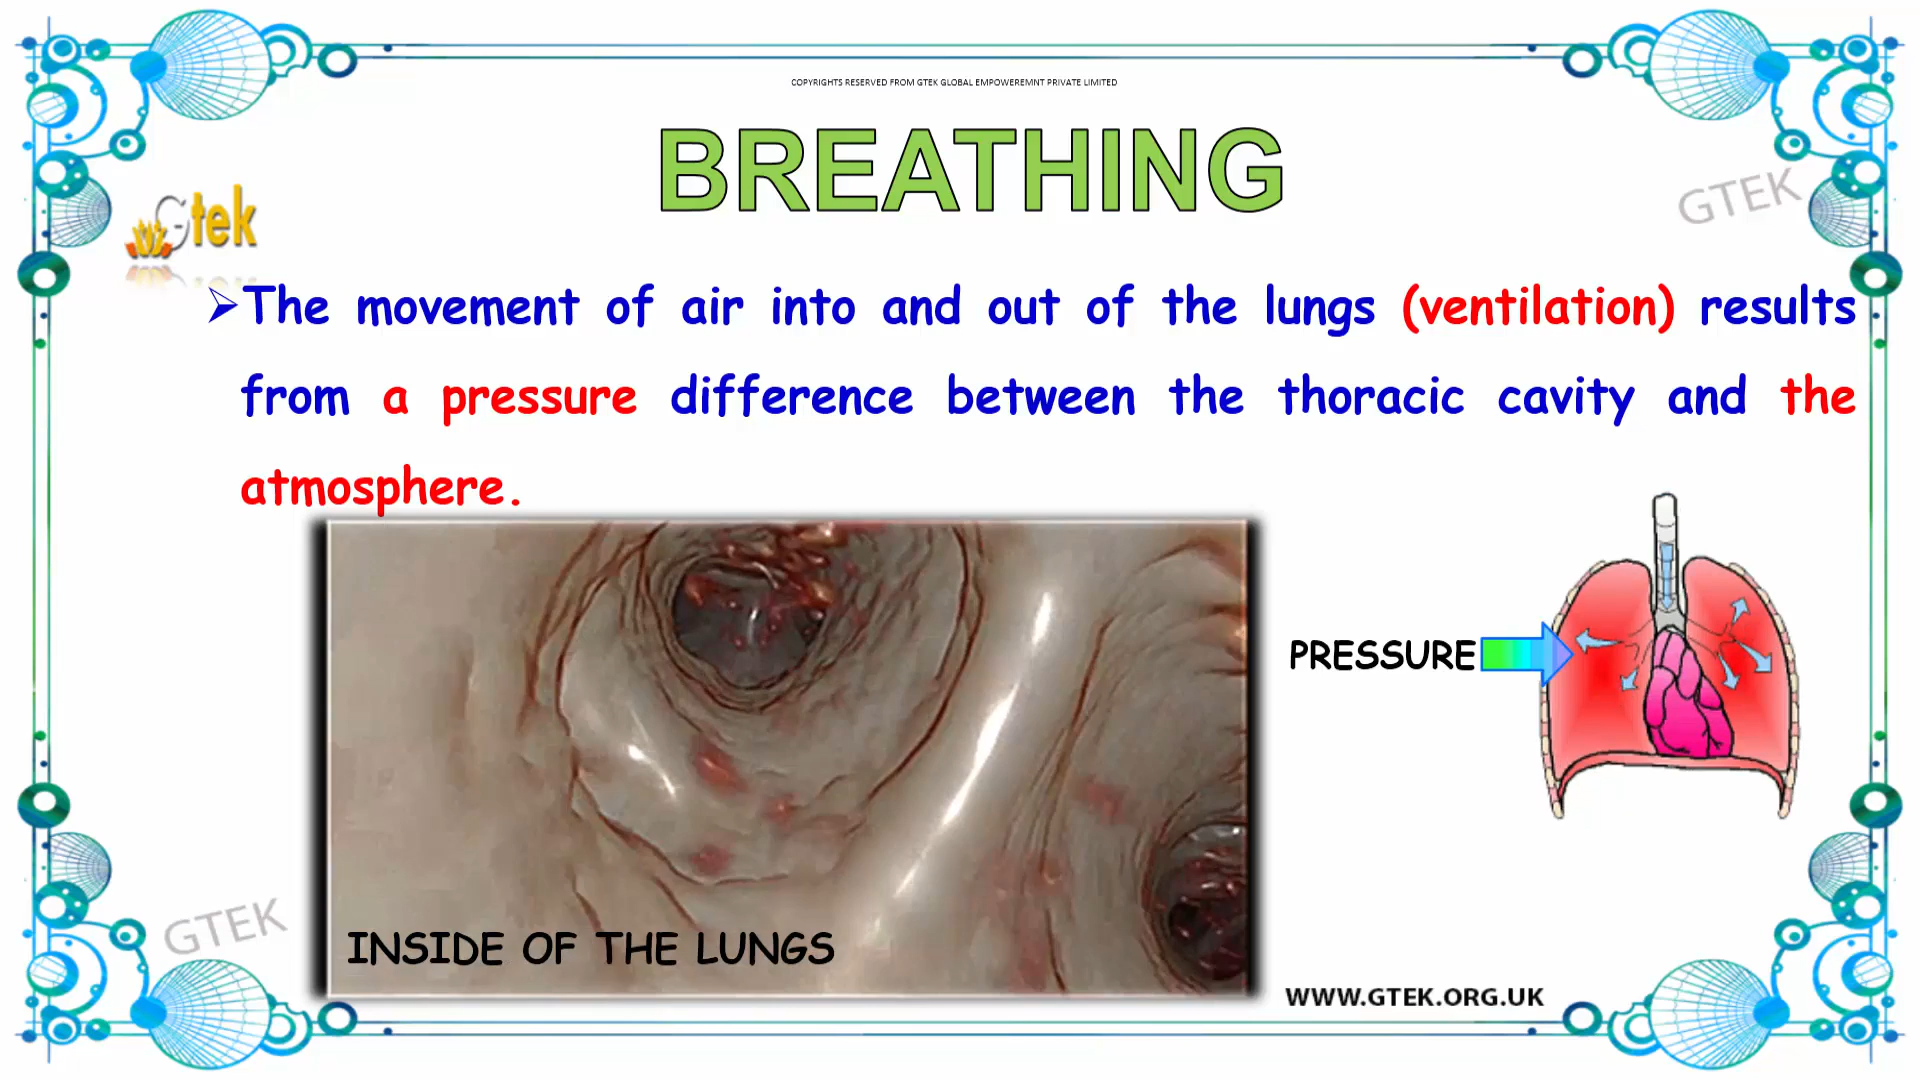 COPYRIGHTS RESERVED FROM GTEK GLOBAL EMPOWEREMNT PRIVATE LIMITED
BREATHING
Gtek
GTEK
The movement of air into and out of the lungs (ventilation) results
from a pressure difference between the thoracic cavity and the
atmosphere.
PRESSURE
INSIDE OF THE LUNGS
GTEK
WWW.GTEK.ORG.UK